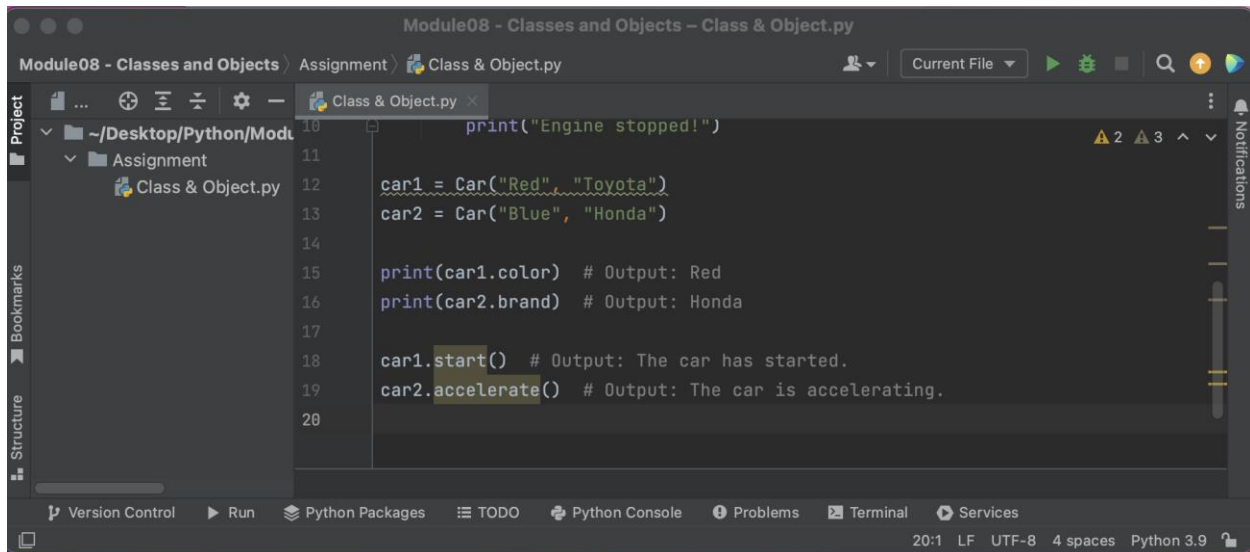 Module08 - Classes and Objects – Class & Object.py
Module08 - Classes and Objects 〉 Assignment 〉 Class & Object.py Current File
Project ... Class & Object.py
~/Desktop/Python/Modu
Assignment
Class & Object.py
10 print("Engine stopped!")
2 3
11
12 car1 = Car("Red", "Toyota")
13 car2 = Car("Blue", "Honda")
14
15 print(car1.color) # Output: Red
16 print(car2.brand) # Output: Honda
17
18 car1.start() # Output: The car has started.
19 car2.accelerate() # Output: The car is accelerating.
20
Bookmarks
Structure
Notifications
Version Control Run Python Packages TODO Python Console Problems Terminal Services
20:1 LF UTF-8 4 spaces Python 3.9